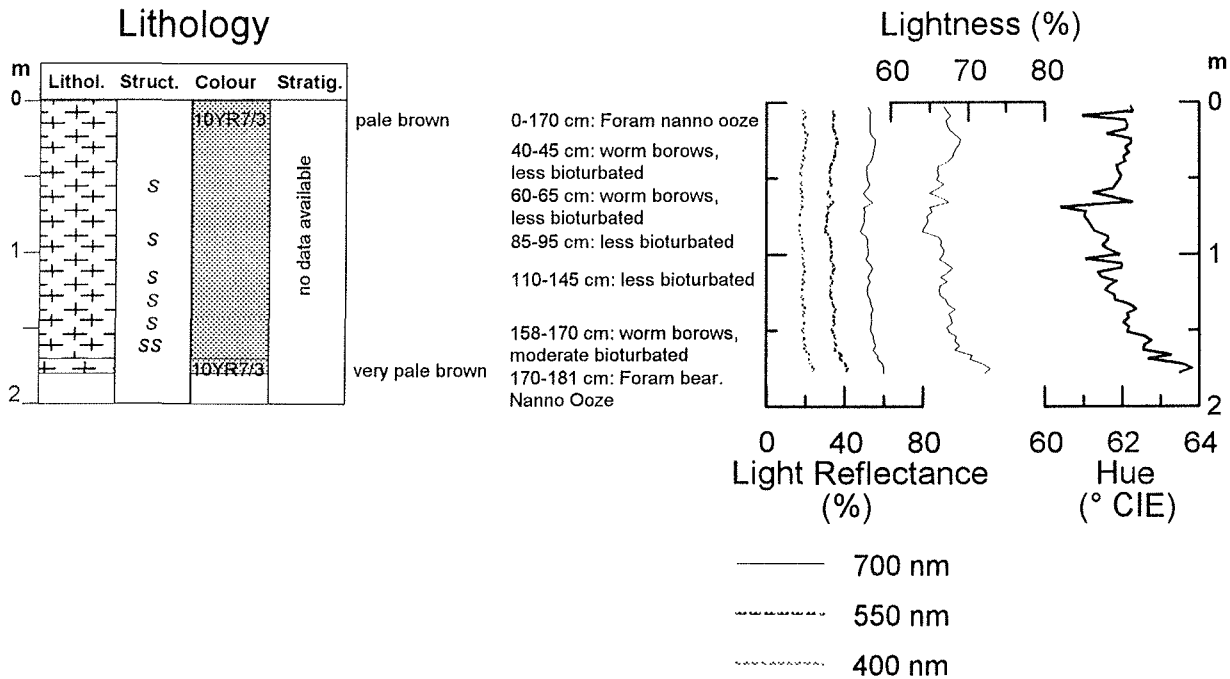 Lithology
m
Lithol. Struct. Colour Stratig.
0
10YR7/3
pale brown
S
S
1
S
S
S
SS
no data available
10YR7/3
very pale brown
2
0-170 cm: Foram nanno ooze
40-45 cm: worm borows,
less bioturbated
60-65 cm: worm borows,
less bioturbated
85-95 cm: less bioturbated
110-145 cm: less bioturbated
158-170 cm: worm borows,
moderate bioturbated
170-181 cm: Foram bear.
Nanno Ooze
Lightness (%)
60 70 80
m
0
1
2
0 40 80
Light Reflectance
(%)
60 62 64
Hue
(° CIE)
700 nm
550 nm
400 nm